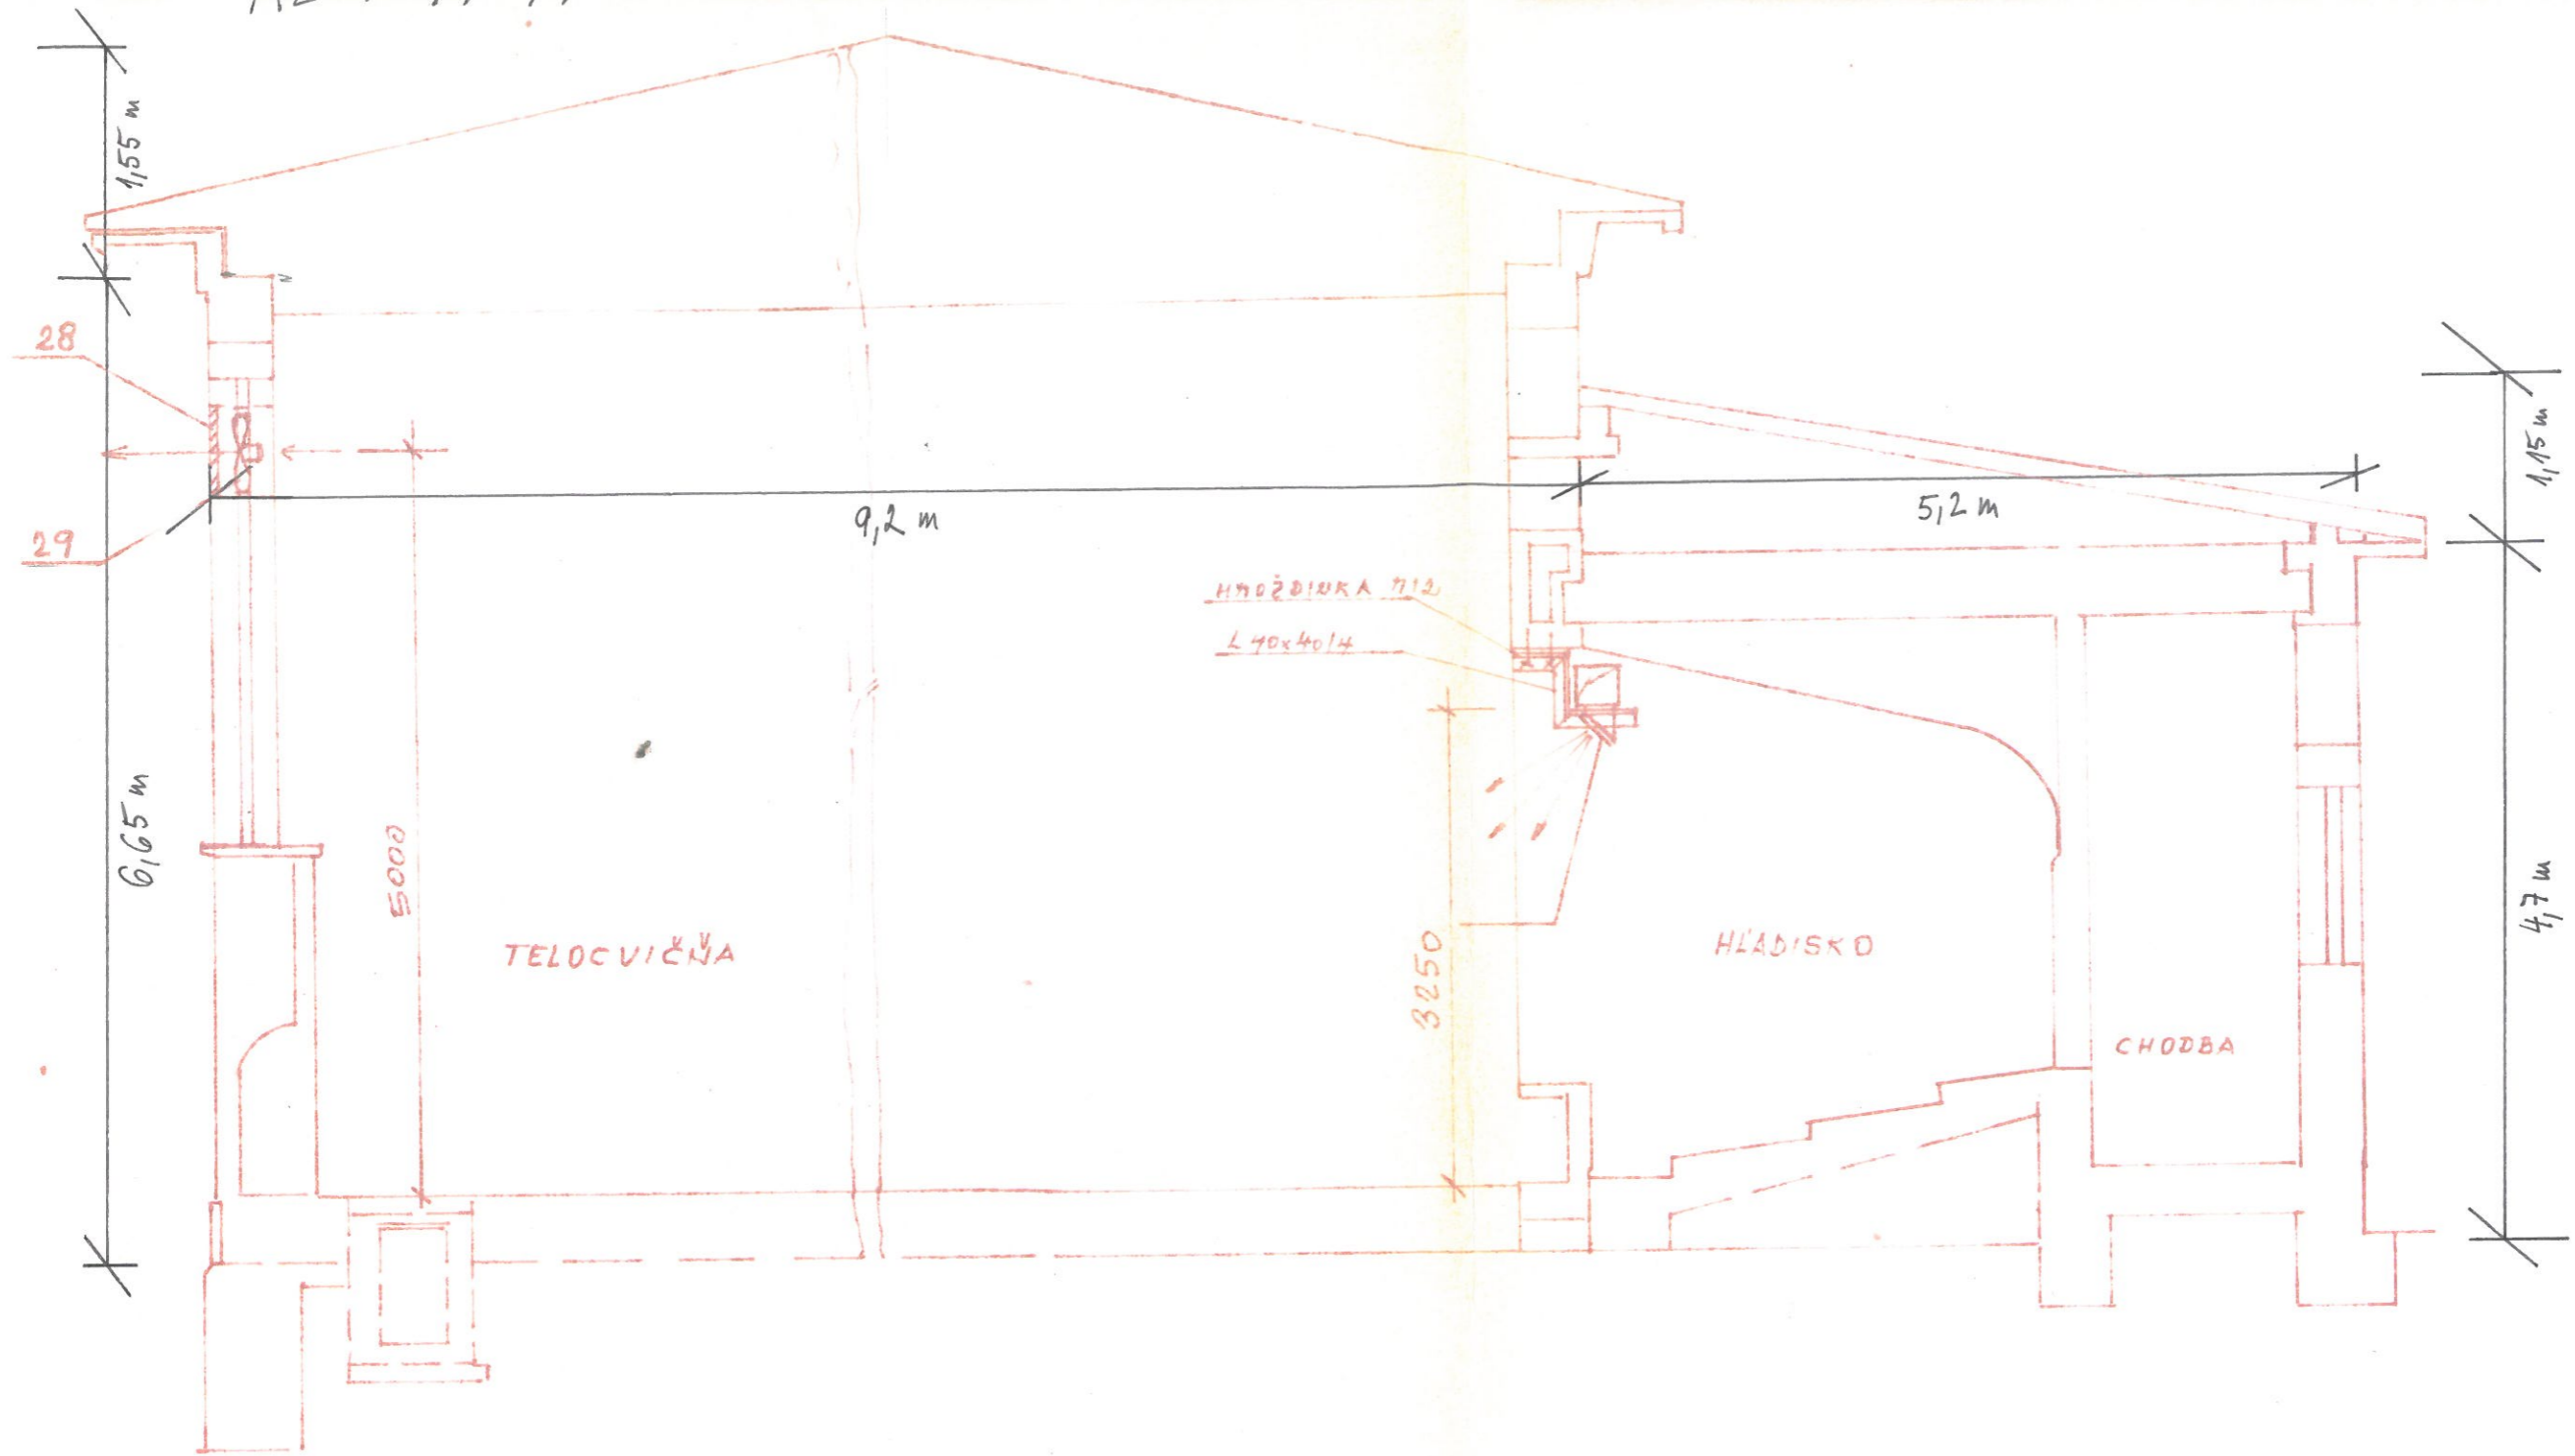 1,55 m
28
29
9,2 m
5,2 m
1,15 m
HMOŽDINKA M12
L 40x40/4
6,65 m
5000
TELOCVIČŇA
3250
HĽADISKO
CHODBA
4,7 m